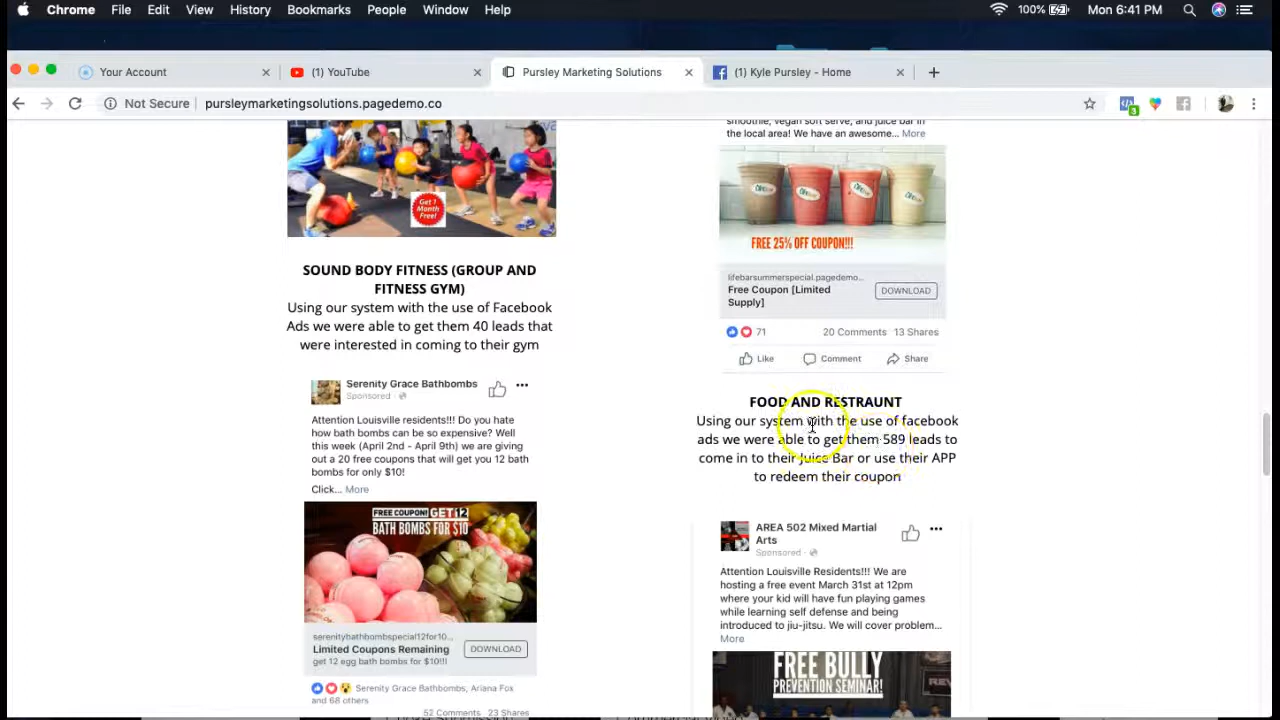 Chrome File Edit View History Bookmarks People Window Help 100% Mon 6:41 PM
Your Account (1) YouTube Pursley Marketing Solutions (1) Kyle Pursley - Home
Not Secure pursleymarketingsolutions.pagedemo.co 3
Get 1
Month
Free!
SOUND BODY FITNESS (GROUP AND
FITNESS GYM)
Using our system with the use of Facebook
Ads we were able to get them 40 leads that
were interested in coming to their gym
Serenity Grace Bathbombs
Sponsored
Attention Louisville residents!!! Do you hate
how bath bombs can be so expensive? Well
this week (April 2nd - April 9th) we are giving
out a 20 free coupons that will get you 12 bath
bombs for only $10!
Click... More
FREE COUPON! GET 12
BATH BOMBS FOR $10
serenitybathbombspecial12for10...
Limited Coupons Remaining
get 12 egg bath bombs for $10!!!
DOWNLOAD
Serenity Grace Bathbombs, Ariana Fox
and 68 others
52 Comments 23 Shares
smoothie, vegan soft serve, and juice bar in
the local area! We have an awesome... More
FREE 25% OFF COUPON!!!
lifebarsummerspecial.pagedemo...
Free Coupon [Limited
Supply]
DOWNLOAD
71 20 Comments 13 Shares
Like Comment Share
FOOD AND RESTRAUNT
Using our system with the use of facebook
ads we were able to get them 589 leads to
come in to their Juice Bar or use their APP
to redeem their coupon
AREA 502 Mixed Martial
Arts
Sponsored
Attention Louisville Residents!!! We are
hosting a free event March 31st at 12pm
where your kid will have fun playing games
while learning self defense and being
introduced to jiu-jitsu. We will cover problem...
More
FREE BULLY
PREVENTION SEMINAR!